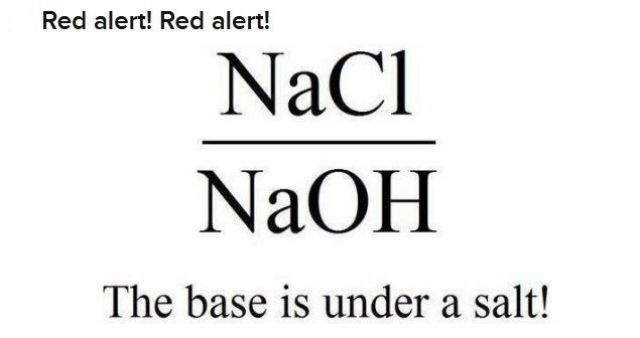 Red alert! Red alert!
NaCl
NaOH
The base is under a salt!